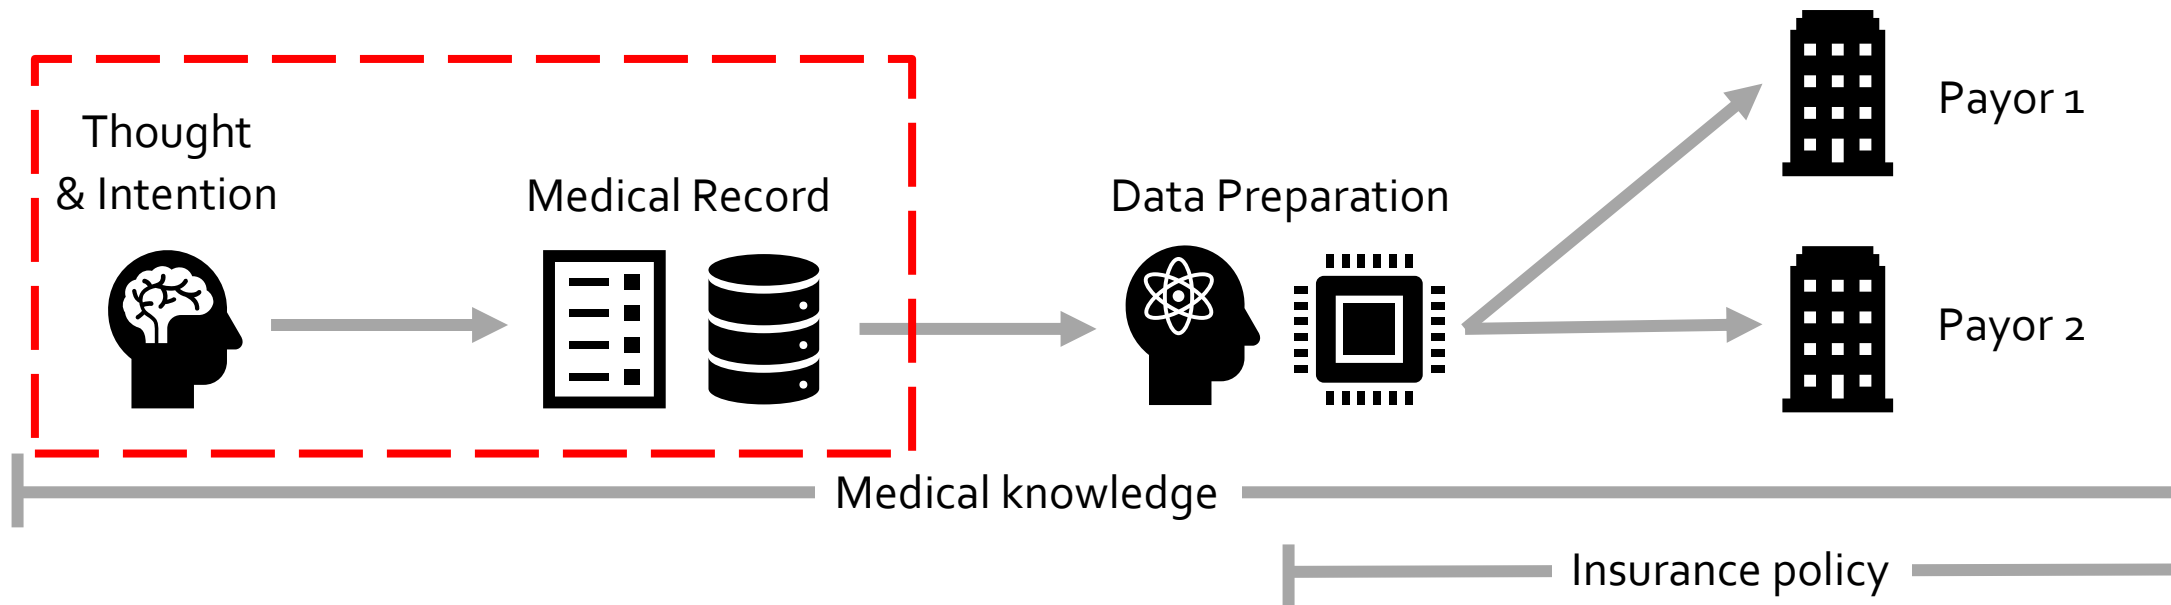 Thought
& Intention
Medical Record
Data Preparation
Payor 1
Payor 2
Medical knowledge
Insurance policy